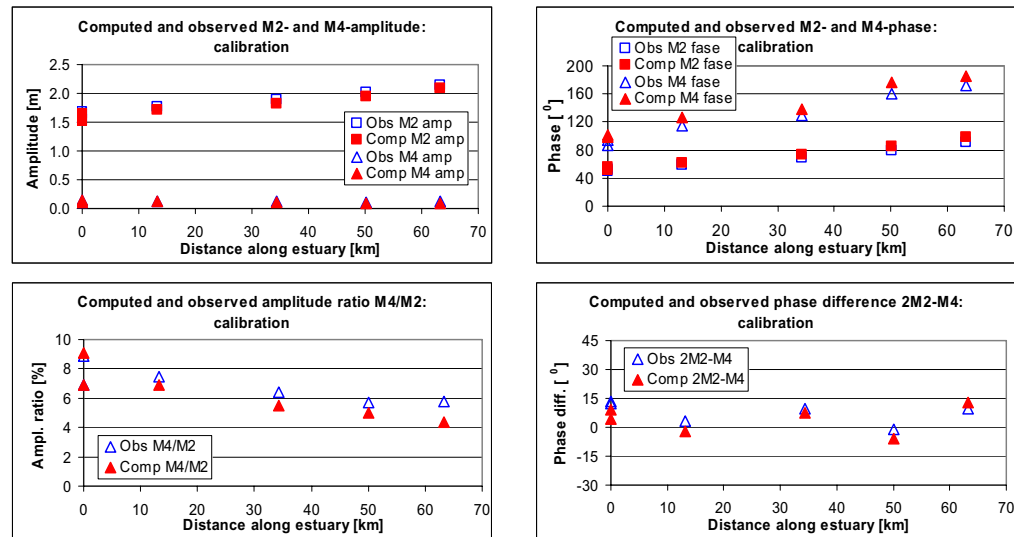 Computed and observed M2- and M4-amplitude:
calibration
Amplitude [m]
2.5
2.0
1.5
1.0
0.5
0.0
Obs M2 amp
Comp M2 amp
Obs M4 amp
Comp M4 amp
0 10 20 30 40 50 60 70
Distance along estuary [km]
Computed and observed M2- and M4-phase:
calibration
Obs M2 fase
Comp M2 fase
Obs M4 fase
Comp M4 fase
Phase [ ⁰]
200
160
120
80
40
0
0 10 20 30 40 50 60 70
Distance along estuary [km]
Computed and observed amplitude ratio M4/M2:
calibration
Ampl. ratio [%]
10
8
6
4
2
0
Obs M4/M2
Comp M4/M2
0 10 20 30 40 50 60 70
Distance along estuary [km]
Computed and observed phase difference 2M2-M4:
calibration
Phase diff. [ ⁰]
45
30
15
0
-15
-30
Obs 2M2-M4
Comp 2M2-M4
0 10 20 30 40 50 60 70
Distance along estuary [km]